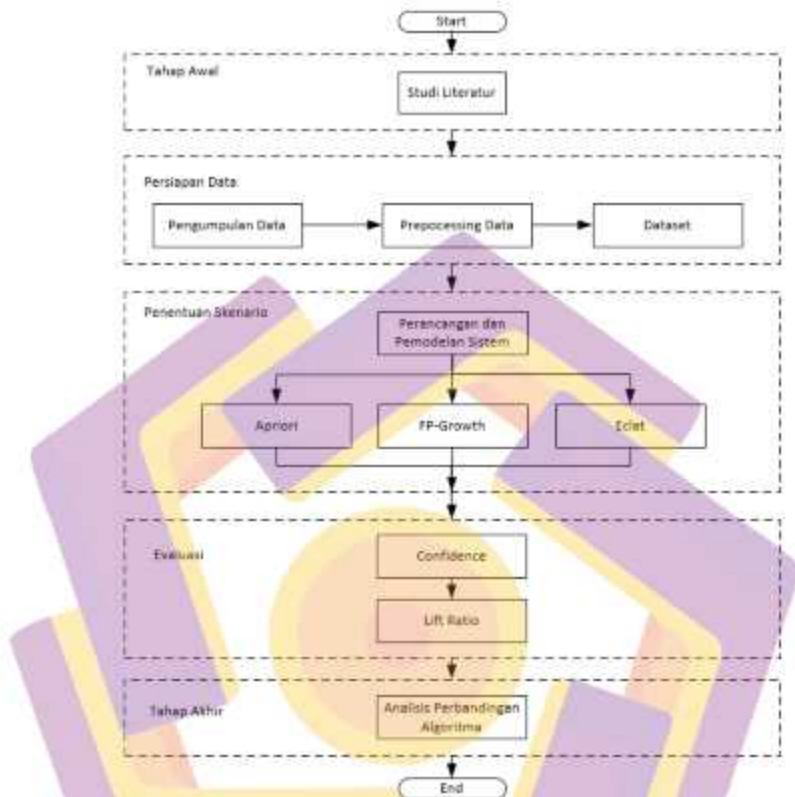 Start
Tahap Awal
Studi Literatur
Persiapan Data
Pengumpulan Data
Prepocessing Data
Dataset
Penentuan Skenario
Perancangan dan
Pemodelan Sistem
Apriori
FP-Growth
Eclat
Evaluasi
Confidence
Lift Ratio
Tahap Akhir
Analisis Perbandingan
Algoritma
End